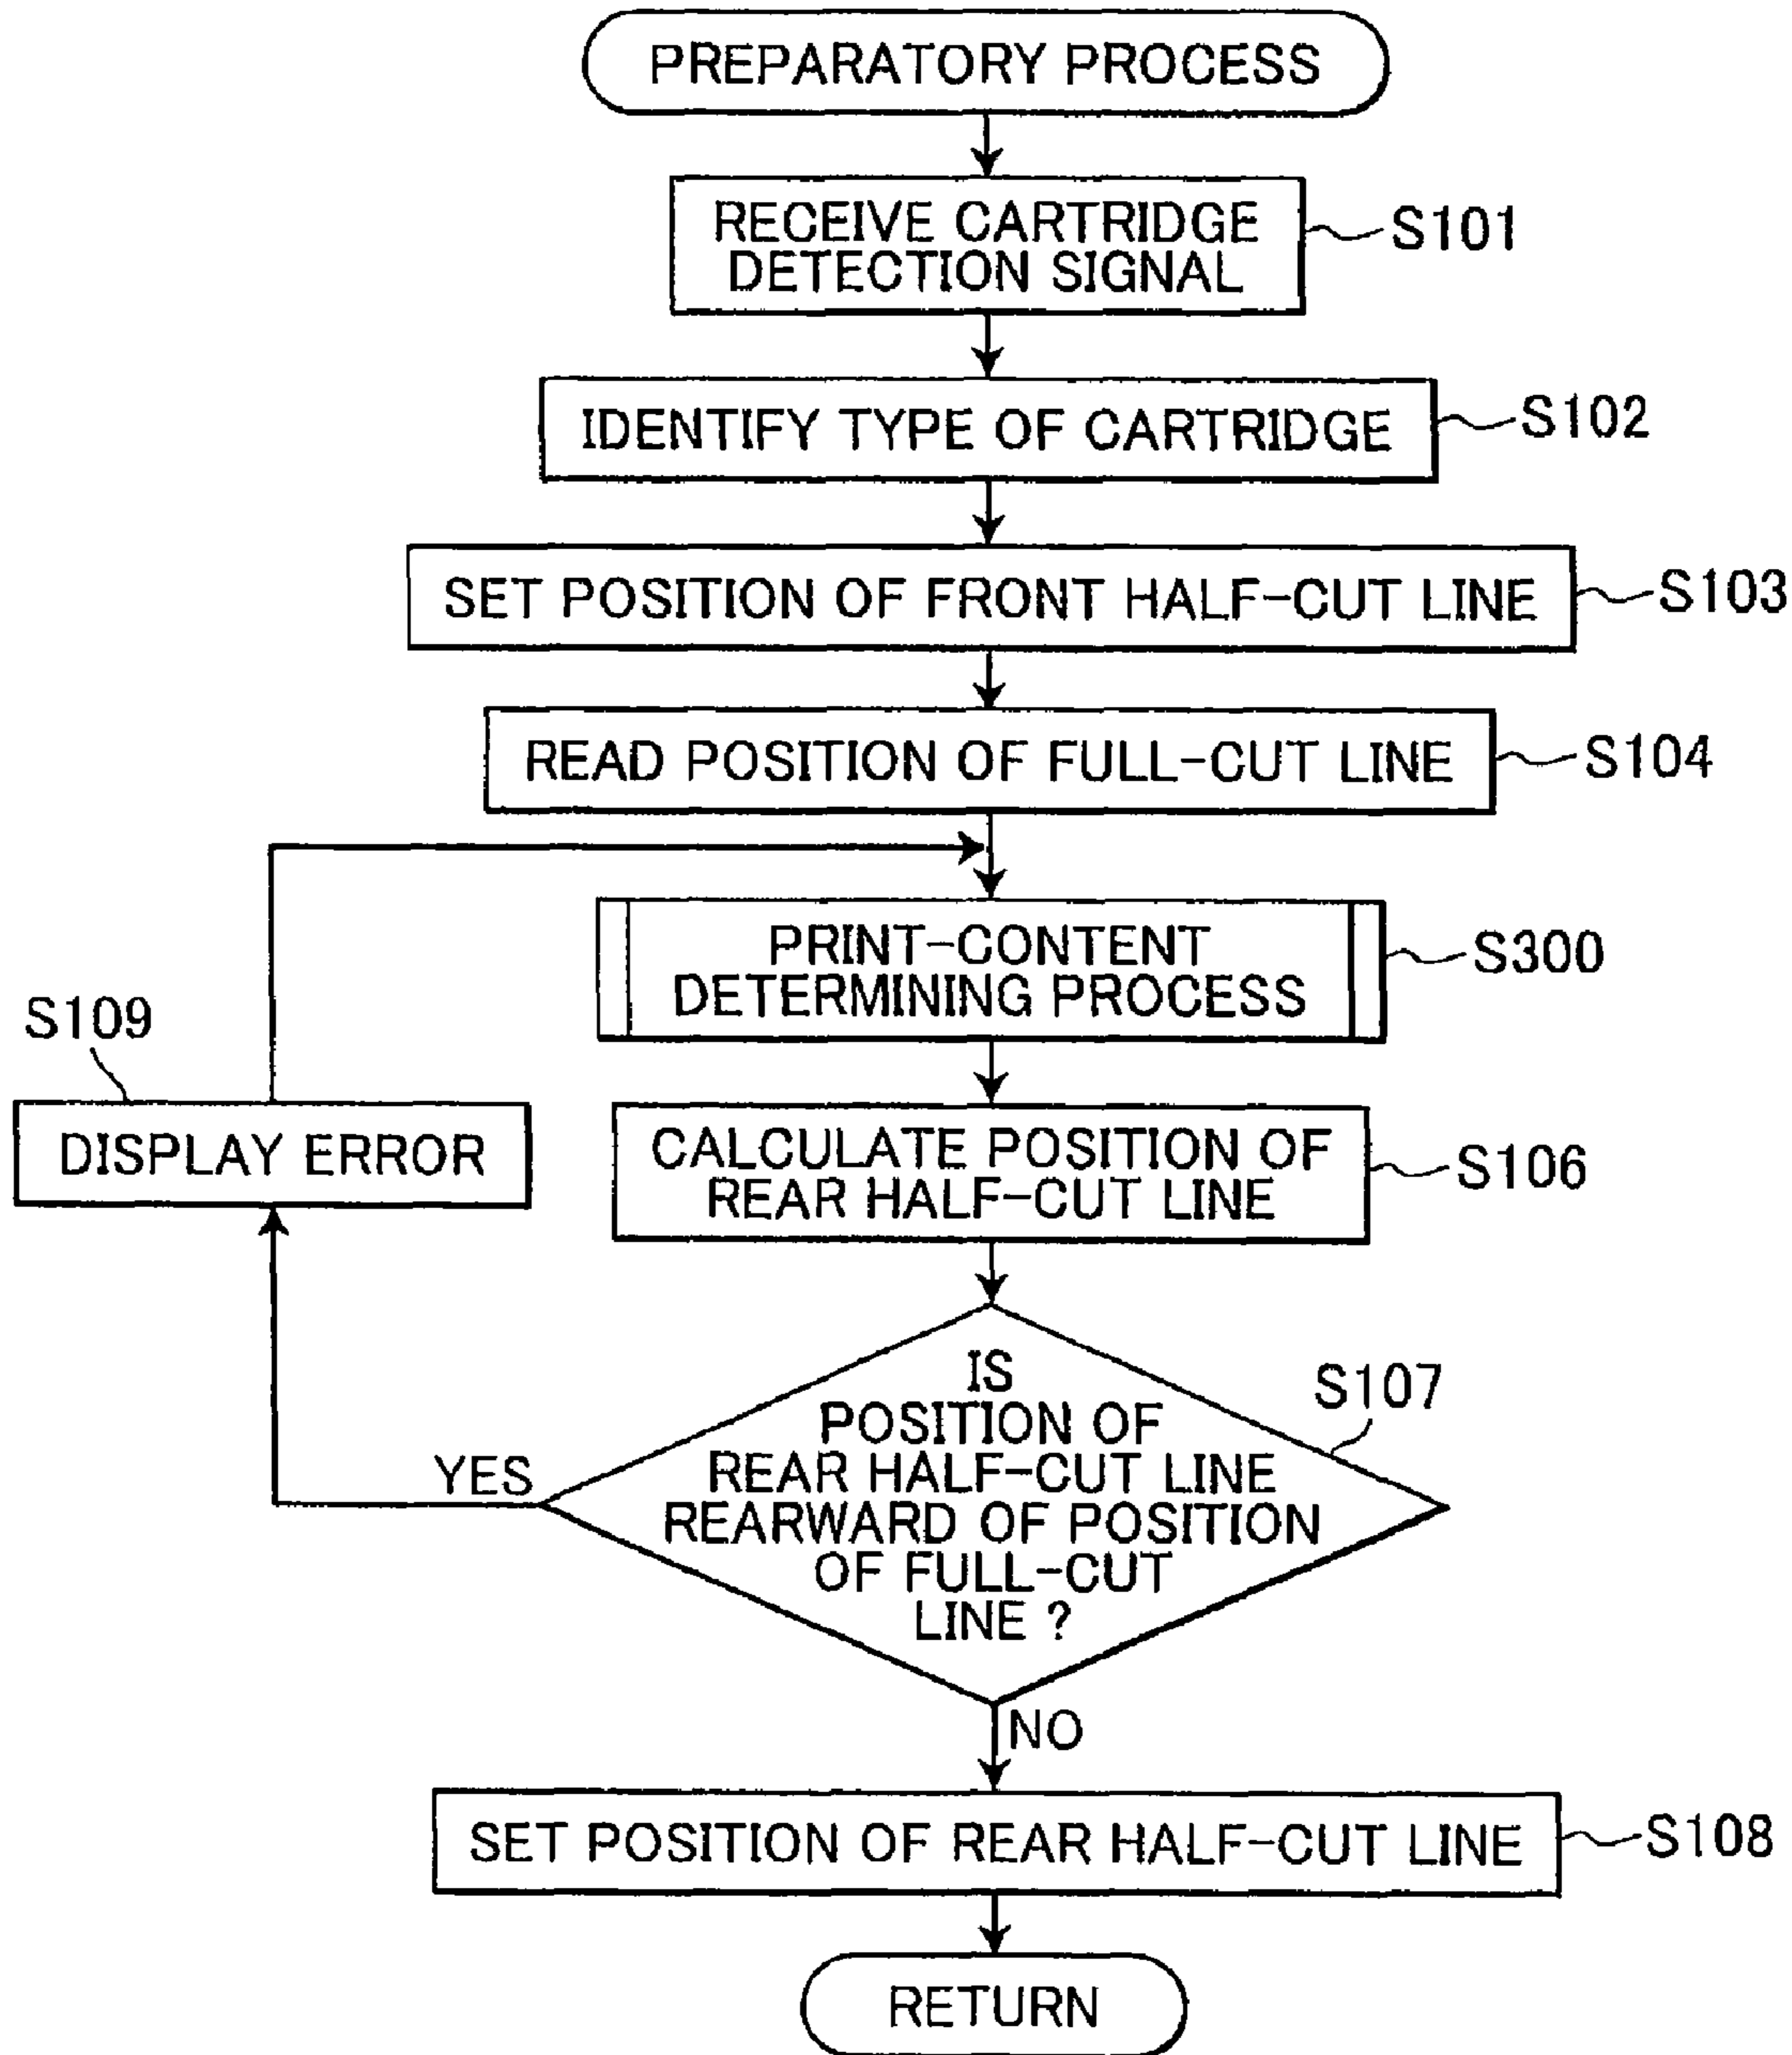 PREPARATORY PROCESS
RECEIVE CARTRIDGE
DETECTION SIGNAL
S101
IDENTIFY TYPE OF CARTRIDGE
S102
SET POSITION OF FRONT HALF-CUT LINE
S103
READ POSITION OF FULL-CUT LINE
S104
PRINT-CONTENT
DETERMINING PROCESS
S300
S109
DISPLAY ERROR
CALCULATE POSITION OF
REAR HALF-CUT LINE
S106
IS
POSITION OF
REAR HALF-CUT LINE
REARWARD OF POSITION
OF FULL-CUT
LINE ?
S107
YES
NO
SET POSITION OF REAR HALF-CUT LINE
S108
RETURN